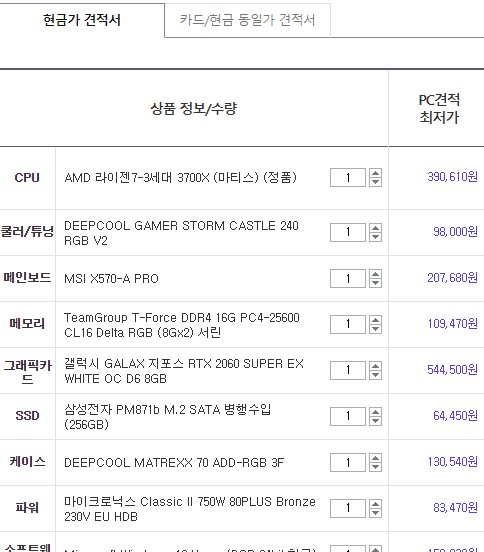 현금가 견적서
카드/현금 동일가 견적서
상품 정보/수량
PC견적
최저가
CPU
AMD 라이젠7-3세대 3700X (마티스) (정품)
1
390,610원
쿨러/튜닝
DEEPCOOL GAMER STORM CASTLE 240
RGB V2
1
98,000원
메인보드
MSI X570-A PRO
1
207,680원
메모리
TeamGroup T-Force DDR4 16G PC4-25600
CL16 Delta RGB (8Gx2) 서린
1
109,470원
그래픽카
드
갤럭시 GALAX 지포스 RTX 2060 SUPER EX
WHITE OC D6 8GB
1
544,500원
SSD
삼성전자 PM871b M.2 SATA 병행수입
(256GB)
1
64,450원
케이스
DEEPCOOL MATREXX 70 ADD-RGB 3F
1
130,540원
파워
마이크로닉스 Classic II 750W 80PLUS Bronze
230V EU HDB
1
83,470원
소프트웨